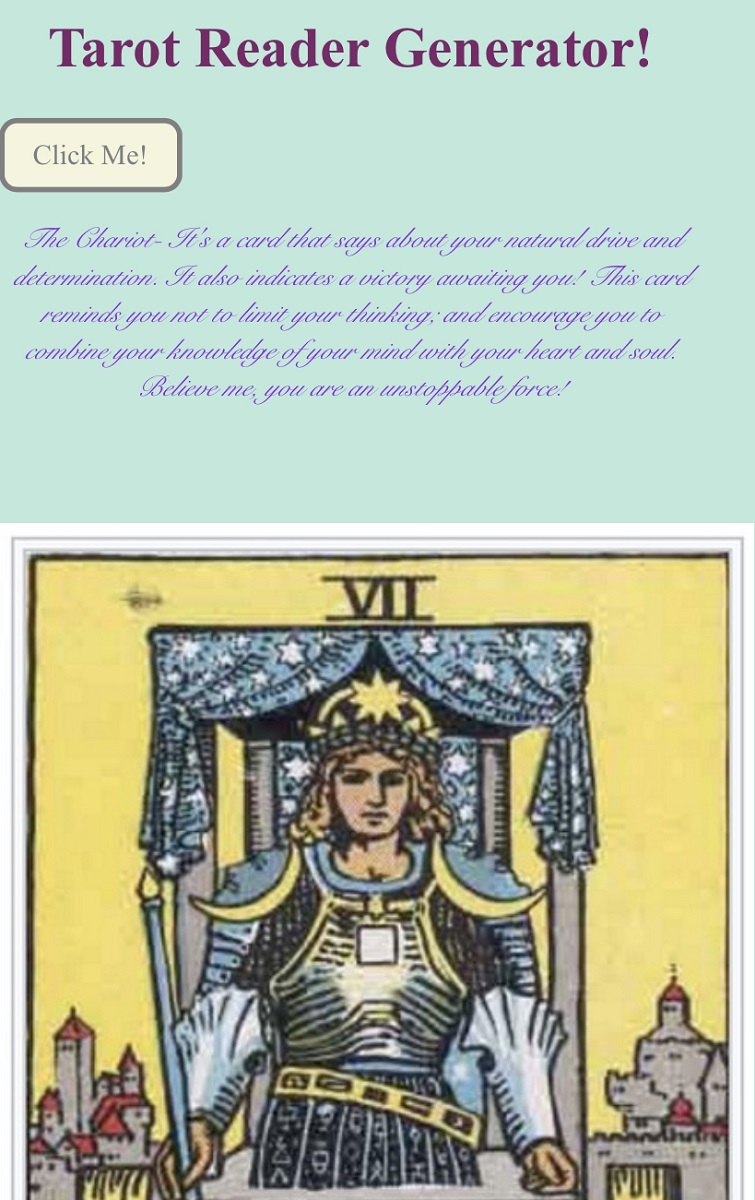 Tarot Reader Generator!
Click Me!
The Chariot- It's a card that says about your natural drive and
determination. It also indicates a victory awaiting you! This card
reminds you not to limit your thinking; and encourage you to
combine your knowledge of your mind with your heart and soul.
Believe me, you are an unstoppable force!
VII